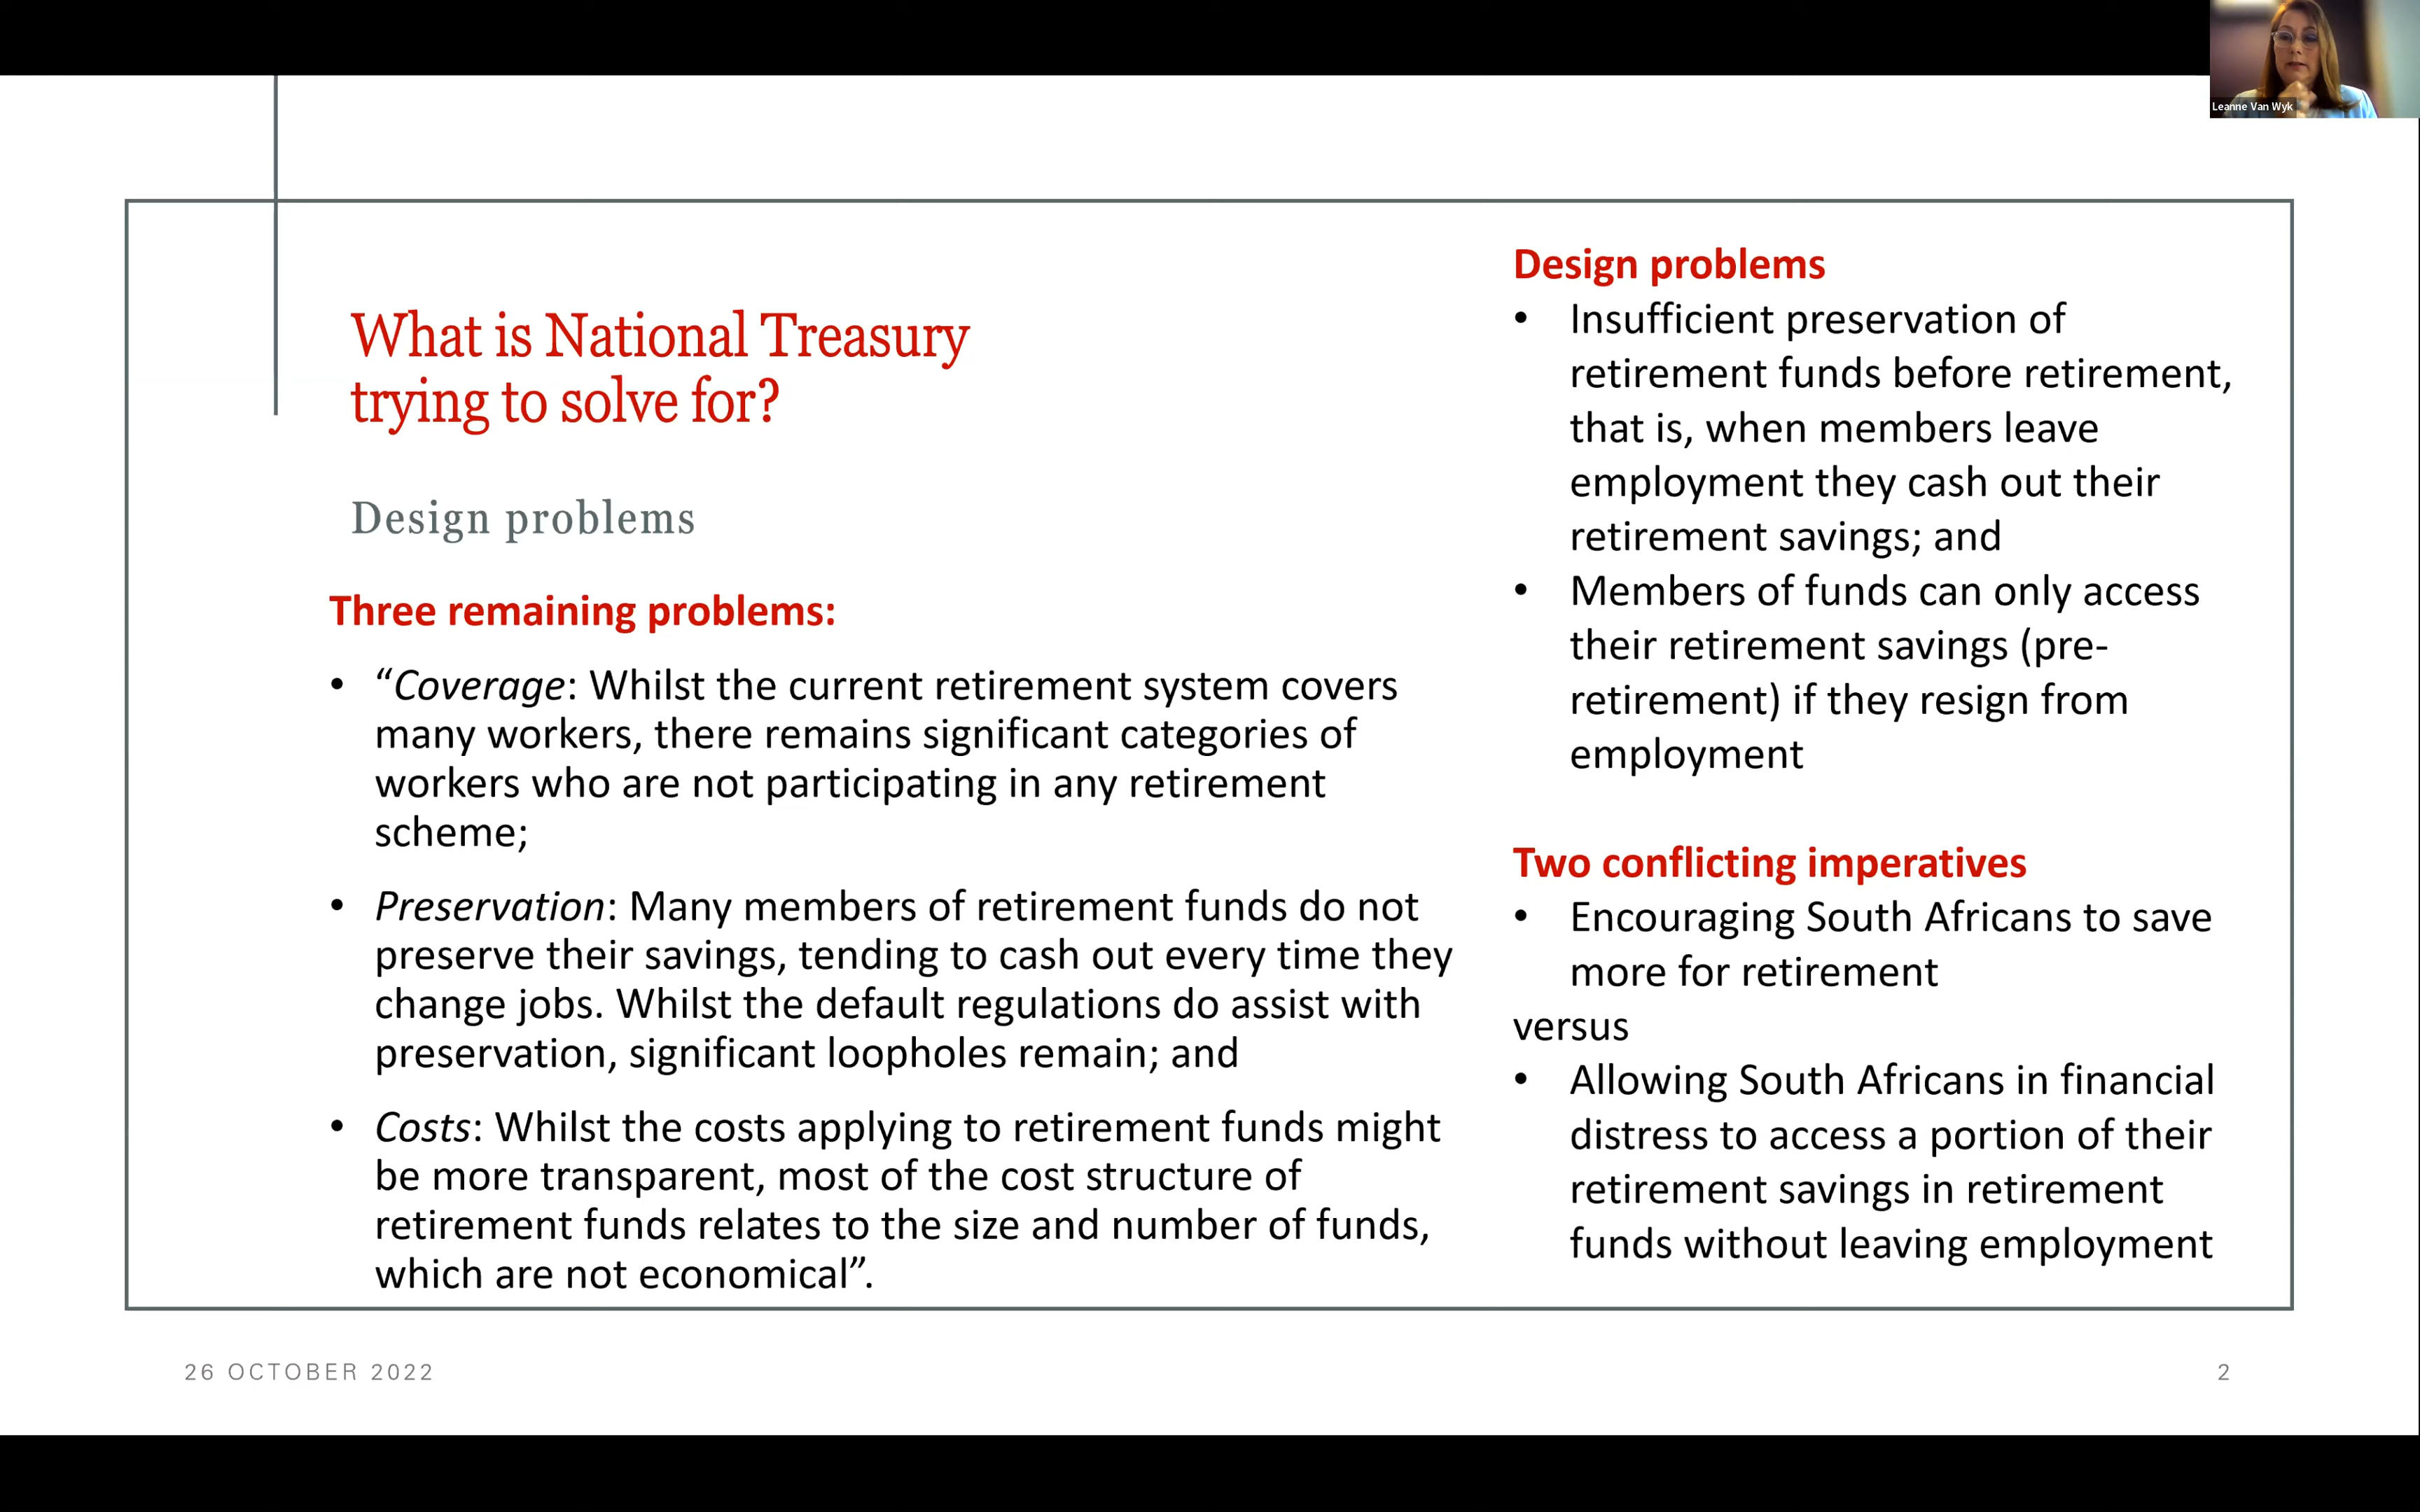 Leanne Van Wyk
What is National Treasury
trying to solve for?
Design problems
Three remaining problems:
• “Coverage: Whilst the current retirement system covers
many workers, there remains significant categories of
workers who are not participating in any retirement
scheme;
• Preservation: Many members of retirement funds do not
preserve their savings, tending to cash out every time they
change jobs. Whilst the default regulations do assist with
preservation, significant loopholes remain; and
• Costs: Whilst the costs applying to retirement funds might
be more transparent, most of the cost structure of
retirement funds relates to the size and number of funds,
which are not economical”.
Design problems
• Insufficient preservation of
retirement funds before retirement,
that is, when members leave
employment they cash out their
retirement savings; and
• Members of funds can only access
their retirement savings (pre-
retirement) if they resign from
employment
Two conflicting imperatives
• Encouraging South Africans to save
more for retirement
versus
• Allowing South Africans in financial
distress to access a portion of their
retirement savings in retirement
funds without leaving employment
26 OCTOBER 2022
2